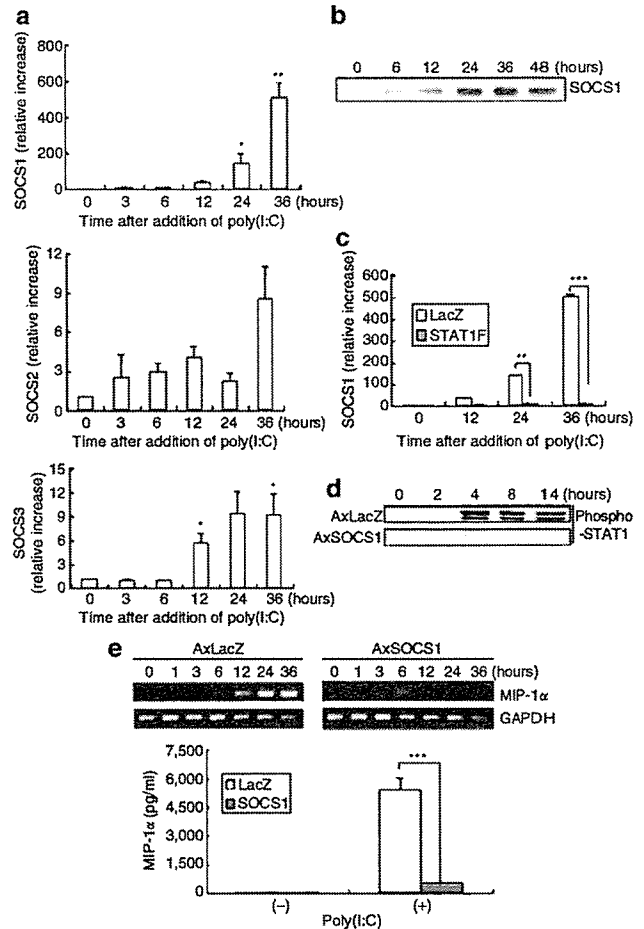 a
800
600
400
200
0
SOCS1 (relative increase)
*
**
0 3 6 12 24 36 (hours)
Time after addition of poly(I:C)
12
9
6
3
0
SOCS2 (relative increase)
0 3 6 12 24 36 (hours)
Time after addition of poly(I:C)
15
12
9
6
3
0
SOCS3
(relative increase)
*
*
0 3 6 12 24 36 (hours)
Time after addition of poly(I:C)
b
0 6 12 24 36 48 (hours)
SOCS1
c
600
500
400
300
200
100
0
SOCS1 (relative increase)
LacZ
STAT1F
**
***
0 12 24 36 (hours)
Time after addition of poly(I:C)
d
0 2 4 8 14 (hours)
AxLacZ
Phospho
-STAT1
AxSOCS1
e
AxLacZ
AxSOCS1
0 1 3 6 12 24 36
0 1 3 6 12 24 36 (hours)
MIP-1α
GAPDH
7,500
6,000
4,500
3,000
1,500
0
MIP-1α (pg/ml)
LacZ
SOCS1
***
(−) (+)
Poly(I:C)